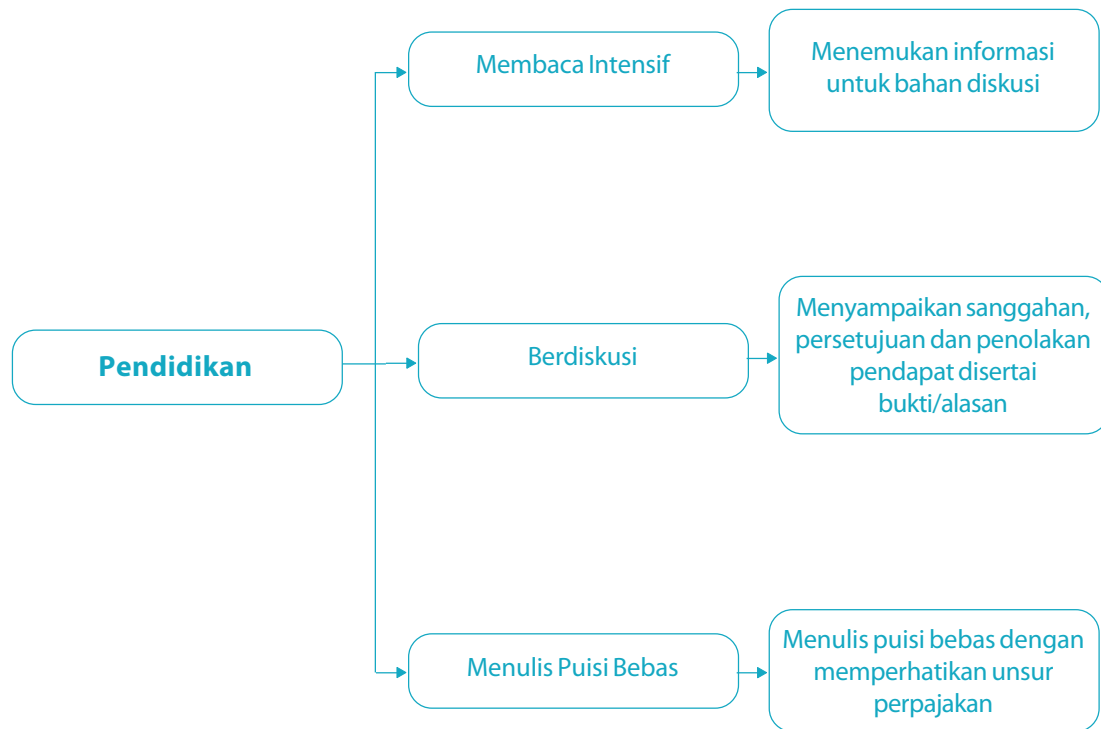 Membaca Intensif
Menemukan informasi
untuk bahan diskusi
Pendidikan
Berdiskusi
Menyampaikan sanggahan,
persetujuan dan penolakan
pendapat disertai
bukti/alasan
Menulis Puisi Bebas
Menulis puisi bebas dengan
memperhatikan unsur
perpajakan